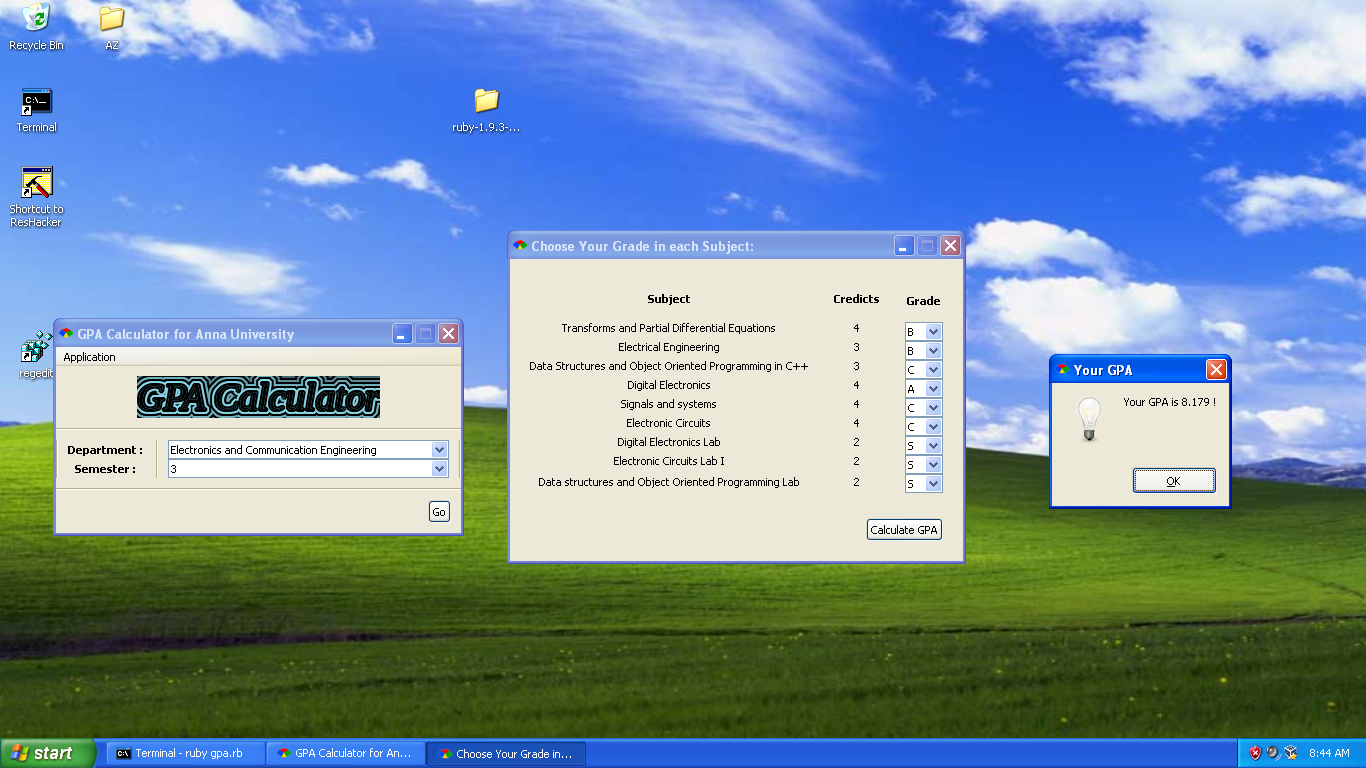 Recycle Bin
AZ
Terminal
ruby-1.9.3-...
Shortcut to
ResHacker
regedit
GPA Calculator for Anna University
Application
GPA Calculator
Department :
Electronics and Communication Engineering
Semester :
3
Go
Choose Your Grade in each Subject:
Subject Credicts Grade
Transforms and Partial Differential Equations 4 B
Electrical Engineering 3 B
Data Structures and Object Oriented Programming in C++ 3 C
Digital Electronics 4 A
Signals and systems 4 C
Electronic Circuits 4 C
Digital Electronics Lab 2 S
Electronic Circuits Lab I 2 S
Data structures and Object Oriented Programming Lab 2 S
Calculate GPA
Your GPA
Your GPA is 8.179 !
OK
start
C:\ Terminal - ruby gpa.rb
GPA Calculator for An...
Choose Your Grade in...
8:44 AM